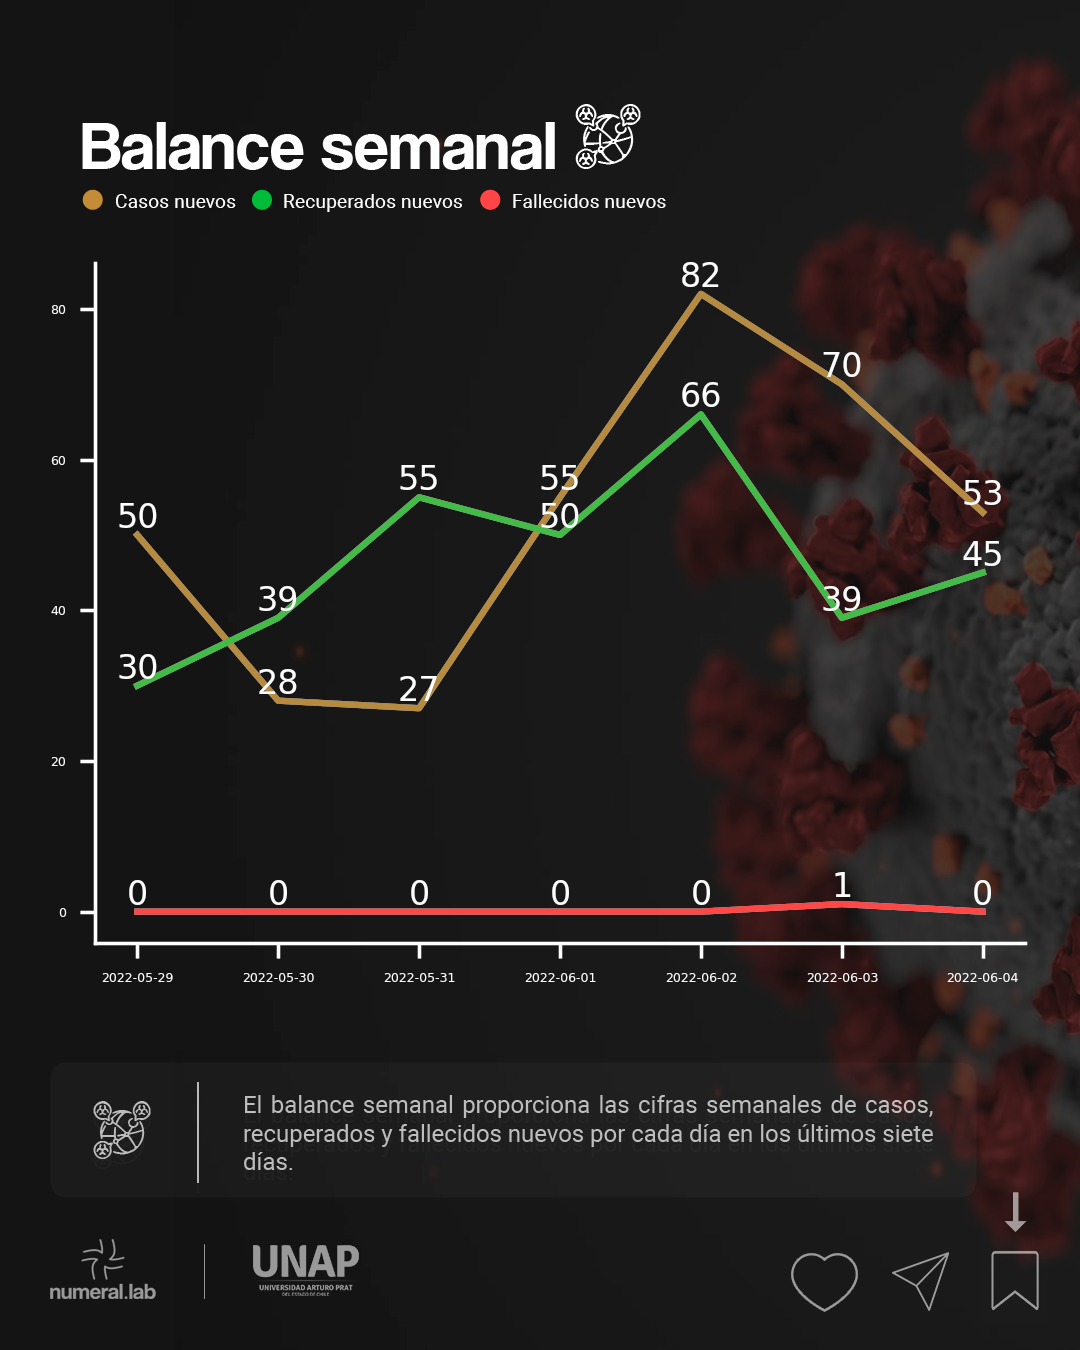 Balance semanal
Casos nuevos Recuperados nuevos Fallecidos nuevos
82
80
70
66
60
55 55
53
50 50
45
40
39 39
30
28 27
20
0 0 0 0 0 1 0
0
2022-05-29 2022-05-30 2022-05-31 2022-06-01 2022-06-02 2022-06-03 2022-06-04
El balance semanal proporciona las cifras semanales de casos,
recuperados y fallecidos nuevos por cada día en los últimos siete
días.
numeral.lab
UNAP
UNIVERSIDAD ARTURO PRAT
DEL ESTADO DE CHILE